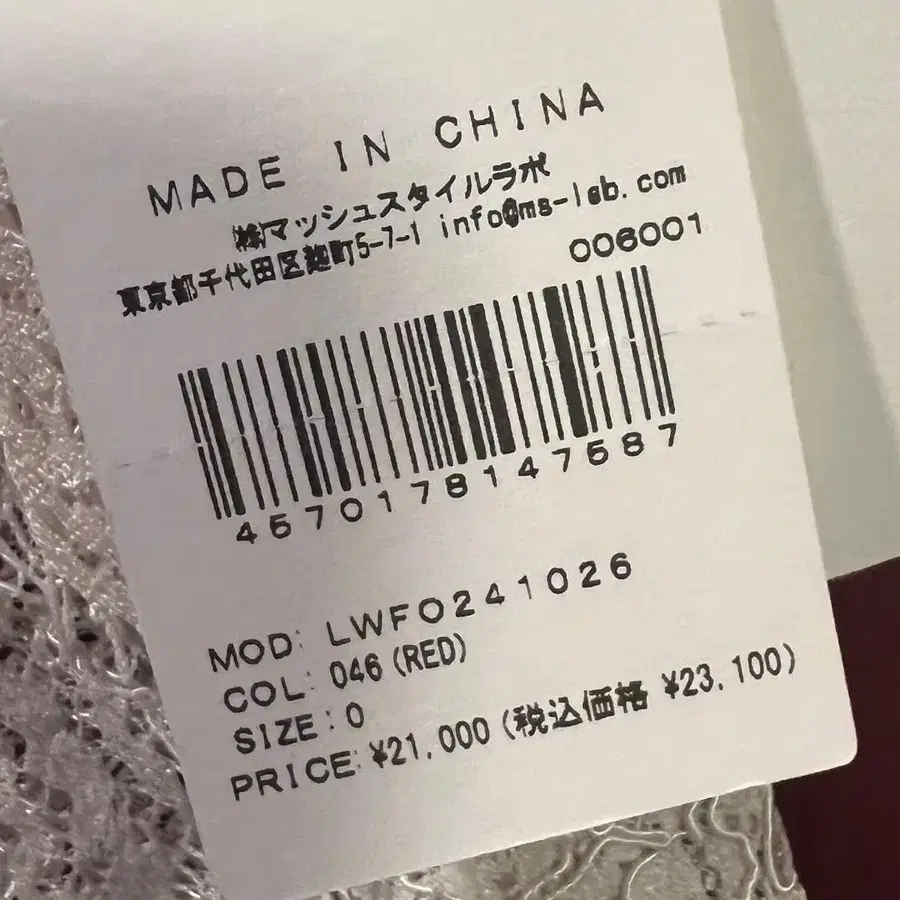 MADE IN CHINA
㈱マッシュスタイルラボ
東京都千代田区麹町5-7-1 info@ms-lab.com
006001
4570178147587
MOD: LWFO241026
COL: 046 (RED)
SIZE: 0
PRICE: ¥21,000 (税込価格 ¥23,100)